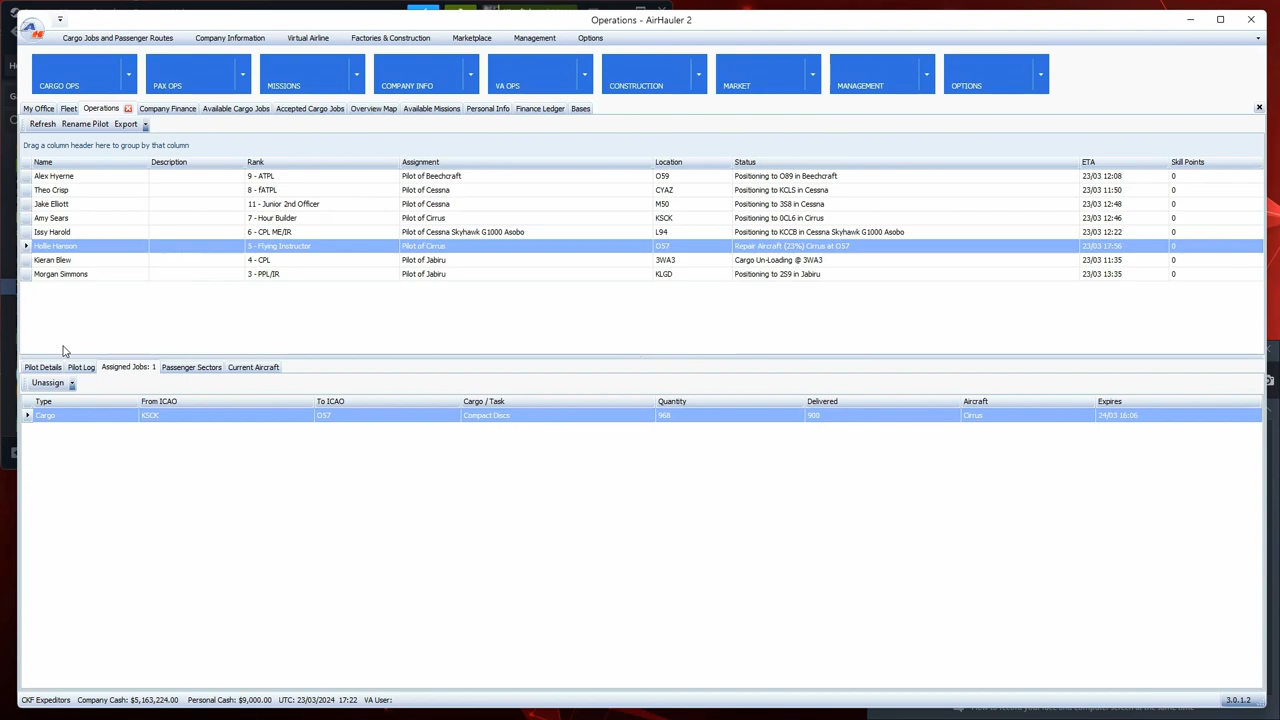 Operations - AirHauler 2
Cargo Jobs and Passenger Routes Company Information Virtual Airline Factories & Construction Marketplace Management Options
CARGO OPS PAX OPS MISSIONS COMPANY INFO VA OPS CONSTRUCTION MARKET MANAGEMENT OPTIONS
My Office Fleet Operations Company Finance Available Cargo Jobs Accepted Cargo Jobs Overview Map Available Missions Personal Info Finance Ledger Bases
Refresh Rename Pilot Export
Drag a column header here to group by that column
Name Description Rank Assignment Location Status ETA Skill Points
Alex Hyerne 9 - ATPL Pilot of Beechcraft O59 Positioning to O89 in Beechcraft 23/03 12:08 0
Theo Crisp 8 - fATPL Pilot of Cessna CYAZ Positioning to KCLS in Cessna 23/03 11:50 0
Jake Elliott 11 - Junior 2nd Officer Pilot of Cessna M50 Positioning to 3S8 in Cessna 23/03 12:48 0
Amy Sears 7 - Hour Builder Pilot of Cirrus KSCK Positioning to 0CL6 in Cirrus 23/03 12:46 0
Issy Harold 6 - CPL ME/IR Pilot of Cessna Skyhawk G1000 Asobo L94 Positioning to KCCB in Cessna Skyhawk G1000 Asobo 23/03 12:22 0
Hollie Hanson 5 - Flying Instructor Pilot of Cirrus O57 Repair Aircraft (23%) Cirrus at O57 23/03 17:56 0
Kieran Blew 4 - CPL Pilot of Jabiru 3WA3 Cargo Un-Loading @ 3WA3 23/03 11:35 0
Morgan Simmons 3 - PPL/IR Pilot of Jabiru KLGD Positioning to 2S9 in Jabiru 23/03 13:35 0
Pilot Details Pilot Log Assigned Jobs: 1 Passenger Sectors Current Aircraft
Unassign
Type From ICAO To ICAO Cargo / Task Quantity Delivered Aircraft Expires
Cargo KSCK O57 Compact Discs 968 900 Cirrus 24/03 16:06
CKF Expeditors Company Cash: $5,163,224.00 Personal Cash: $9,000.00 UTC: 23/03/2024 17:22 VA User: 3.0.1.2